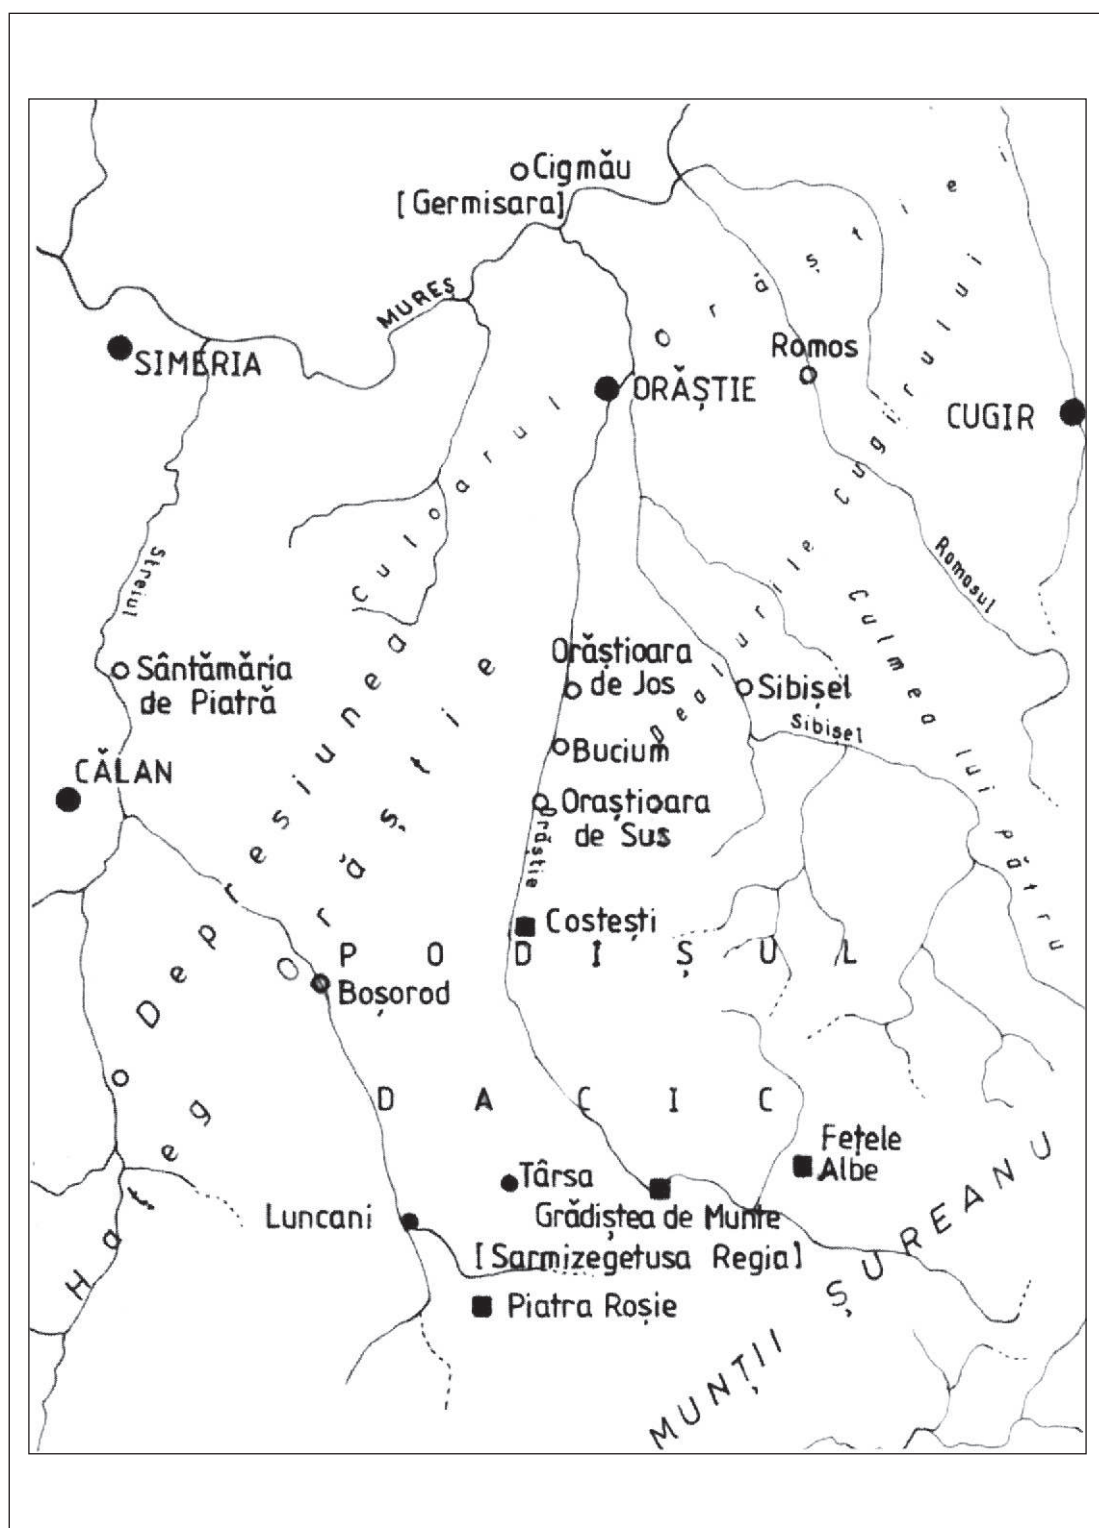 Cigmău
[Germisara]
MUREȘ
SIMERIA
Romos
ORĂȘTIE
CUGIR
Culoarul Orăștie
Streiul
Romosul
Dealurile Cugirului
Culmea lui pătru
Orăștioara
de Jos
Sântămăria
de Piatră
Sibișel
Sibișel
Bucium
CĂLAN
Oraștioara
de Sus
Orăștie
Costești
Depresiunea
Orăștie
PODIȘUL
Boșorod
DACIC
Hațeg
Fețele
Albe
Târsa
Luncani
Grădiștea de Munte
[Sarmizegetusa Regia]
Piatra Roșie
MUNȚII ȘUREANU